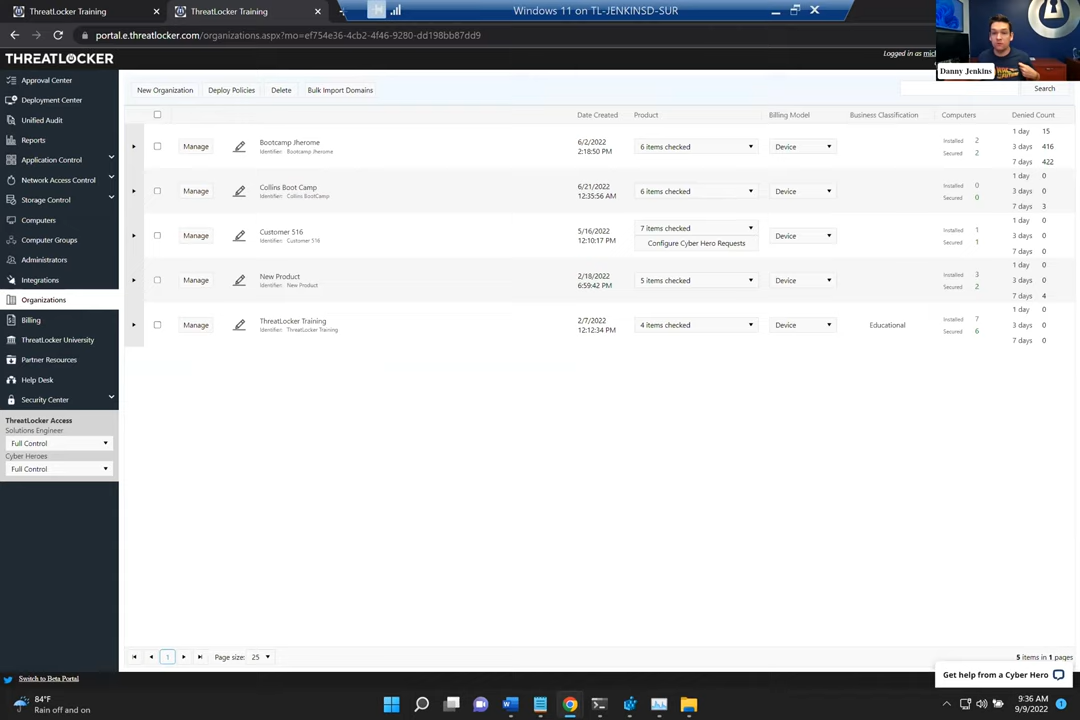 ThreatLocker Training
ThreatLocker Training
Windows 11 on TL-JENKINSD-SUR
portal.e.threatlocker.com/organizations.aspx?mo=ef754e36-4cb2-4f46-9280-dd198bb87dd9
THREATLOCKER
Logged in as
Danny Jenkins
Approval Center
Deployment Center
Unified Audit
Reports
Application Control
Network Access Control
Storage Control
Computers
Computer Groups
Administrators
Integrations
Organizations
Billing
ThreatLocker University
Partner Resources
Help Desk
Security Center
ThreatLocker Access
Solutions Engineer
Full Control
Cyber Heroes
Full Control
Switch to Beta Portal
New Organization Deploy Policies Delete Bulk Import Domains Search
Date Created Product Billing Model Business Classification Computers Denied Count
Manage Bootcamp Jherome 6/2/2022 6 items checked Device Installed 2 1 day 15
Identifier: Bootcamp Jherome 2:18:50 PM Secured 2 3 days 416
7 days 422
Manage Collins Boot Camp 6/21/2022 6 items checked Device Installed 0 1 day 0
Identifier: Collins BootCamp 12:35:56 AM Secured 0 3 days 0
7 days 3
Manage Customer 516 5/16/2022 7 items checked Device Installed 1 1 day 0
Identifier: Customer 516 12:10:17 PM Configure Cyber Hero Requests Secured 1 3 days 0
7 days 0
Manage New Product 2/18/2022 5 items checked Device Installed 3 1 day 0
Identifier: New Product 6:59:42 PM Secured 2 3 days 0
7 days 4
Manage ThreatLocker Training 2/7/2022 4 items checked Device Educational Installed 7 1 day 0
Identifier: ThreatLocker Training 12:12:34 PM Secured 6 3 days 0
7 days 0
1 Page size: 25 5 items in 1 pages
Get help from a Cyber Hero
84°F
Rain off and on
9:36 AM
9/9/2022
1